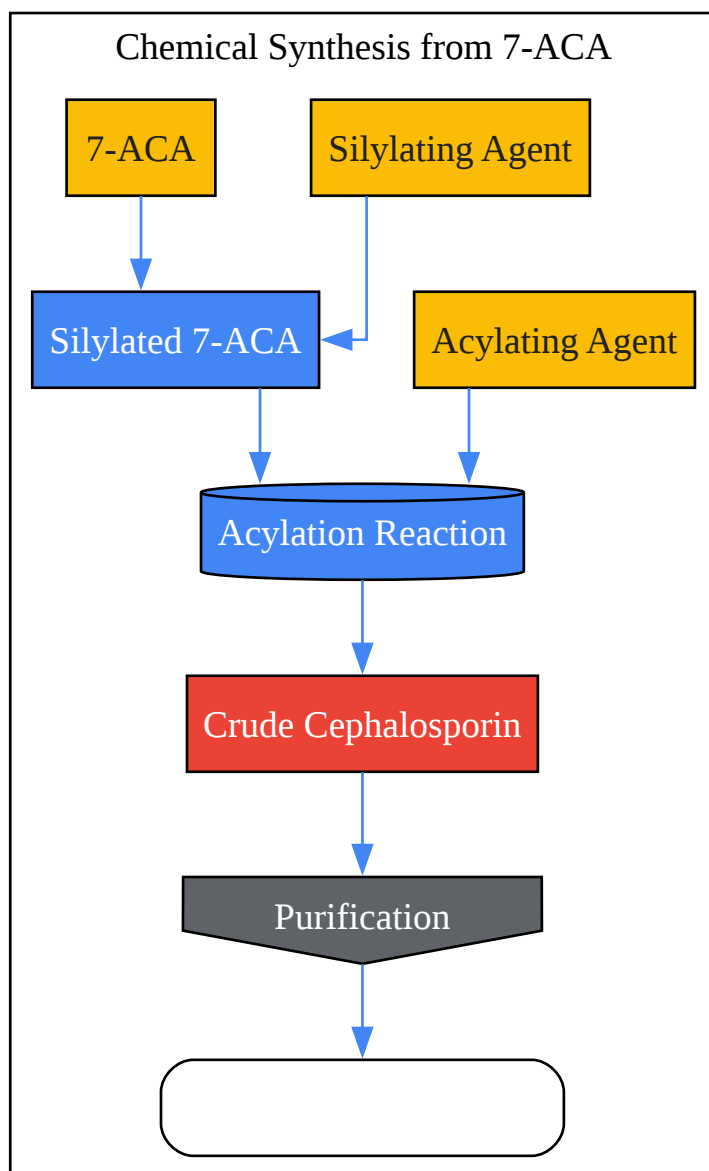 Chemical Synthesis from 7-ACA
7-ACA
Silylating Agent
Silylated 7-ACA
Acylating Agent
Acylation Reaction
Crude Cephalosporin
Purification